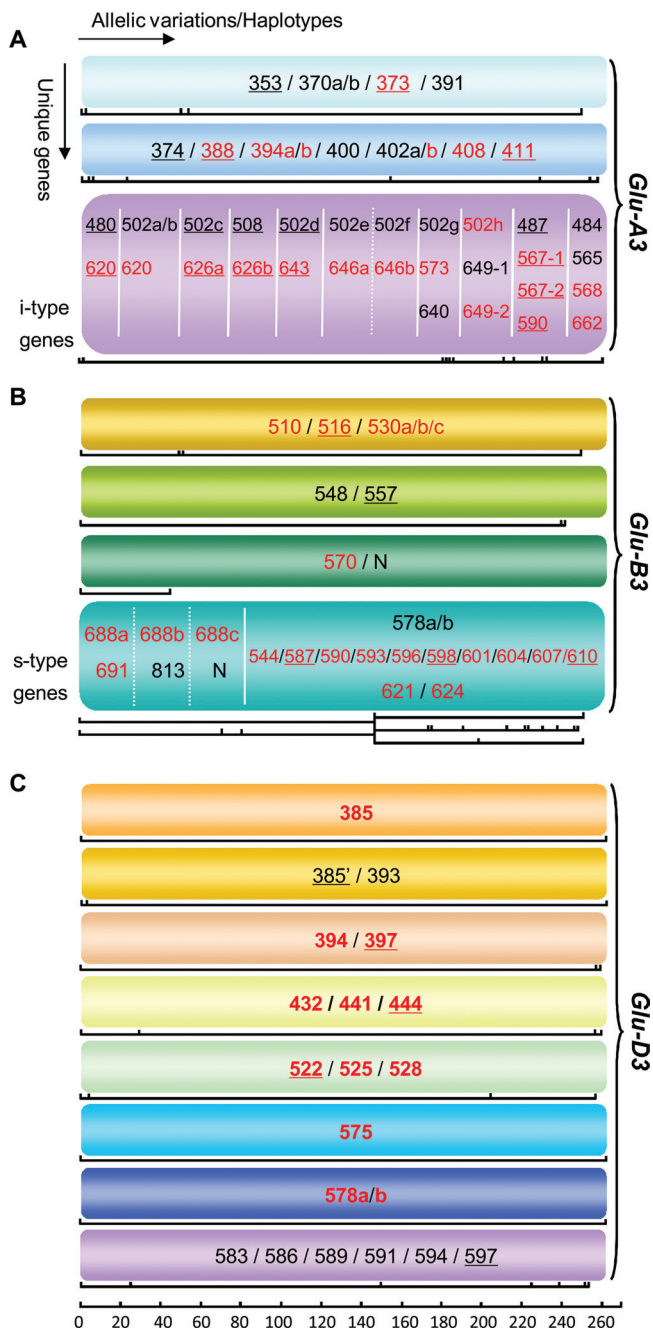 Allelic variations/Haplotypes
A
Unique genes
353 / 370a/b / 373 / 391
374 / 388 / 394a/b / 400 / 402a/b / 408 / 411
480 502a/b 502c 508 502d 502e 502f 502g 502h 487 484
620 620 626a 626b 643 646a 646b 573 649-1 567-1 565
640 649-2 567-2 568
590 662
i-type
genes
Glu-A3
B
510 / 516 / 530a/b/c
548 / 557
570 / N
688a 688b 688c 578a/b
691 813 N 544/587/590/593/596/598/601/604/607/610
621 / 624
s-type
genes
Glu-B3
C
385
385' / 393
394 / 397
432 / 441 / 444
522 / 525 / 528
575
578a/b
583 / 586 / 589 / 591 / 594 / 597
Glu-D3
0 20 40 60 80 100 120 140 160 180 200 220 240 260